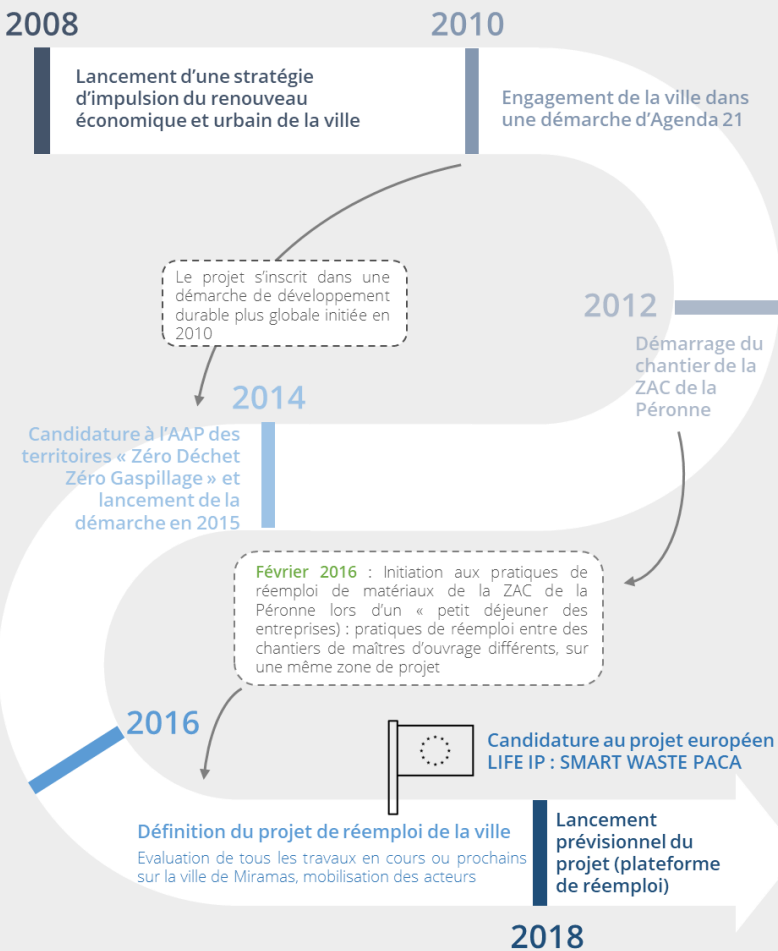 2008
Lancement d'une stratégie
d'impulsion du renouveau
économique et urbain de la ville
2010
Engagement de la ville dans
une démarche d'Agenda 21
Le projet s'inscrit dans une
démarche de développement
durable plus globale initiée en
2010
2012
Démarrage du
chantier de la
ZAC de la
Péronne
2014
Candidature à l'AAP des
territoires « Zéro Déchet
Zéro Gaspillage » et
lancement de la
démarche en 2015
Février 2016 : Initiation aux pratiques de
réemploi de matériaux de la ZAC de la
Péronne lors d'un « petit déjeuner des
entreprises) : pratiques de réemploi entre des
chantiers de maîtres d'ouvrage différents, sur
une même zone de projet
2016
Candidature au projet européen
LIFE IP : SMART WASTE PACA
Définition du projet de réemploi de la ville
Evaluation de tous les travaux en cours ou prochains
sur la ville de Miramas, mobilisation des acteurs
Lancement
prévisionnel du
projet (plateforme
de réemploi)
2018